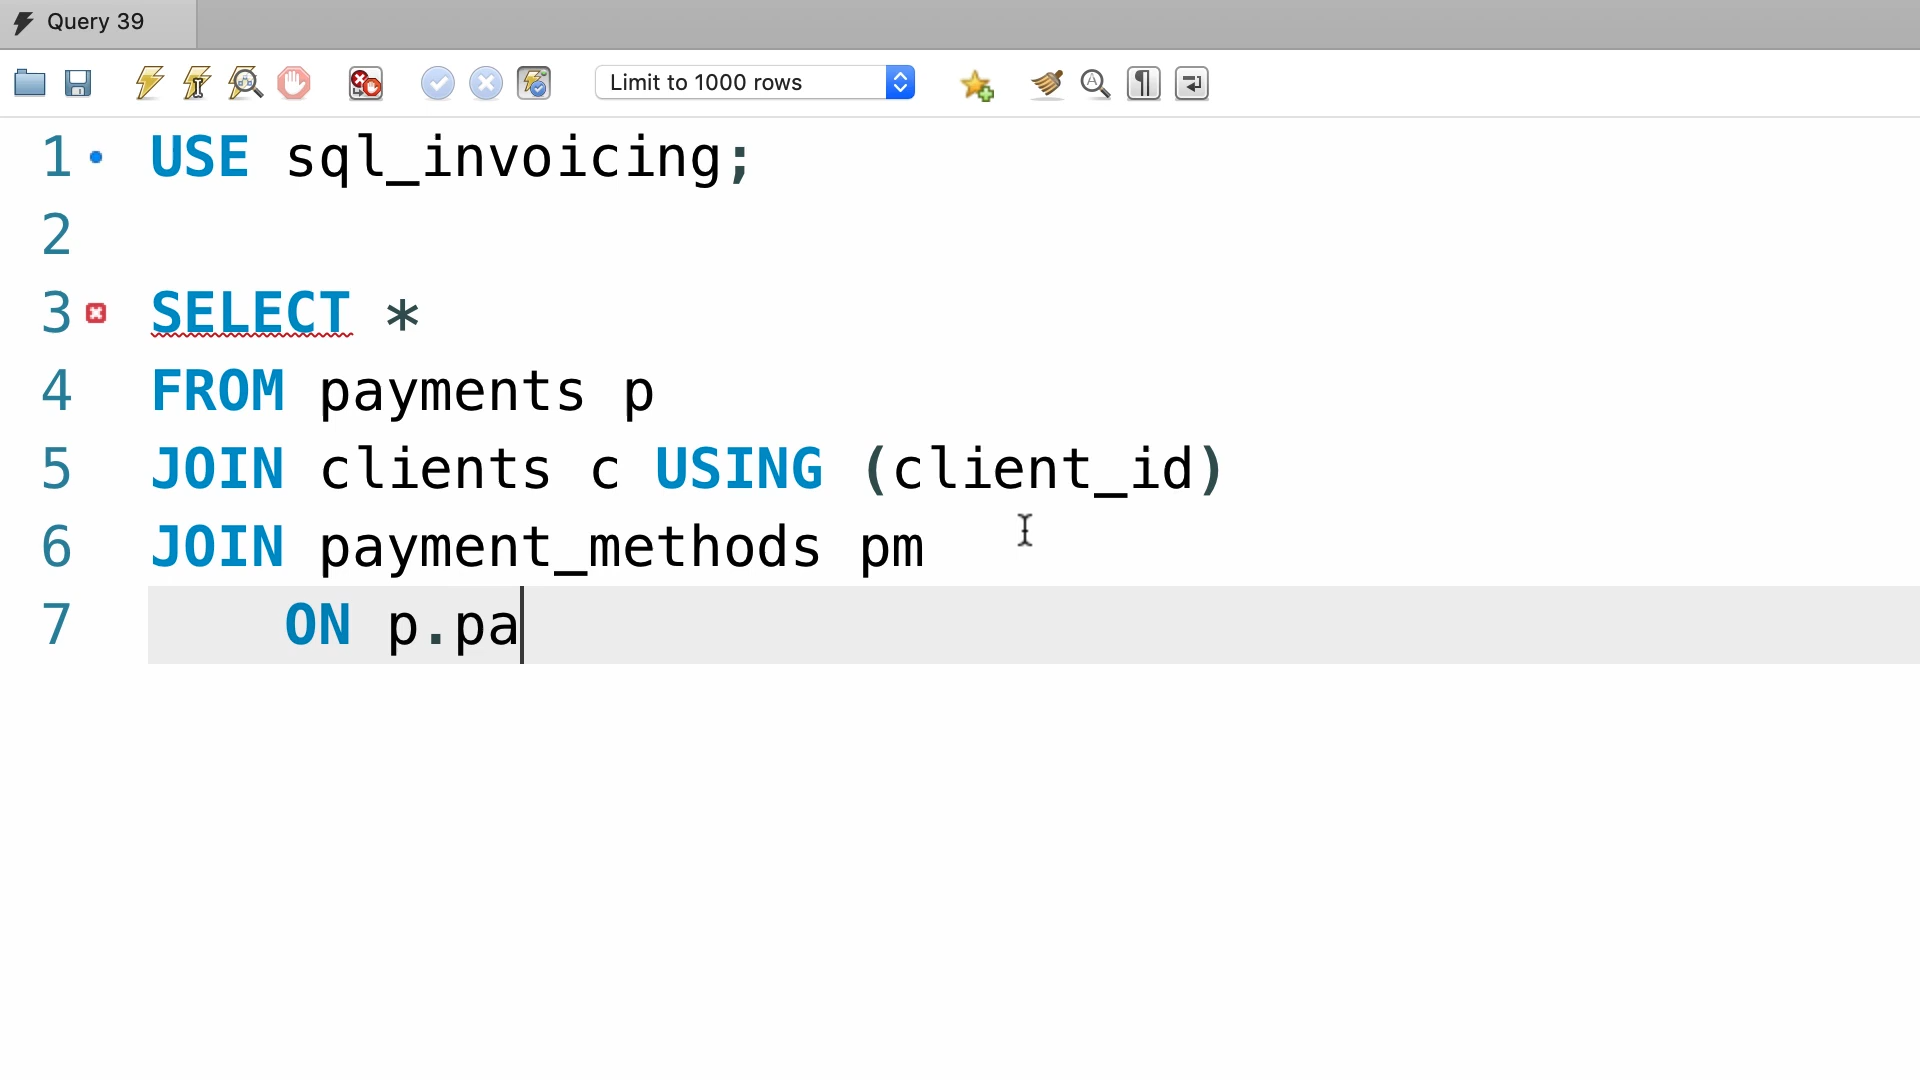 Query 39
Limit to 1000 rows
1 USE sql_invoicing;
2
3 SELECT *
4 FROM payments p
5 JOIN clients c USING (client_id)
6 JOIN payment_methods pm
7 ON p.pa